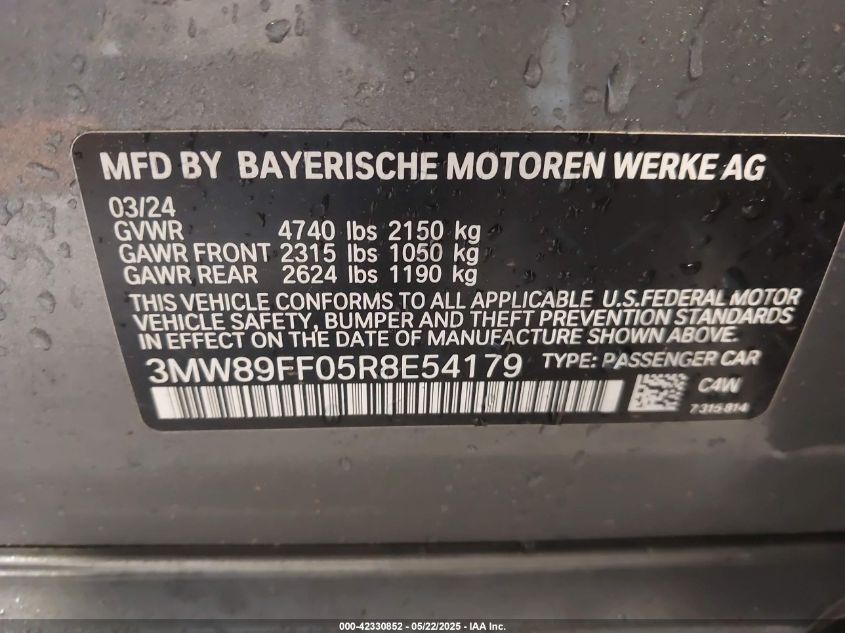 MFD BY BAYERISCHE MOTOREN WERKE AG
03/24
GVWR 4740 lbs 2150 kg
GAWR FRONT 2315 lbs 1050 kg
GAWR REAR 2624 lbs 1190 kg
THIS VEHICLE CONFORMS TO ALL APPLICABLE U.S.FEDERAL MOTOR
VEHICLE SAFETY, BUMPER AND THEFT PREVENTION STANDARDS
IN EFFECT ON THE DATE OF MANUFACTURE SHOWN ABOVE.
3MW89FF05R8E54179 TYPE: PASSENGER CAR
C4W
7 315 814
000-42330852 - 05/22/2025 - IAA Inc.